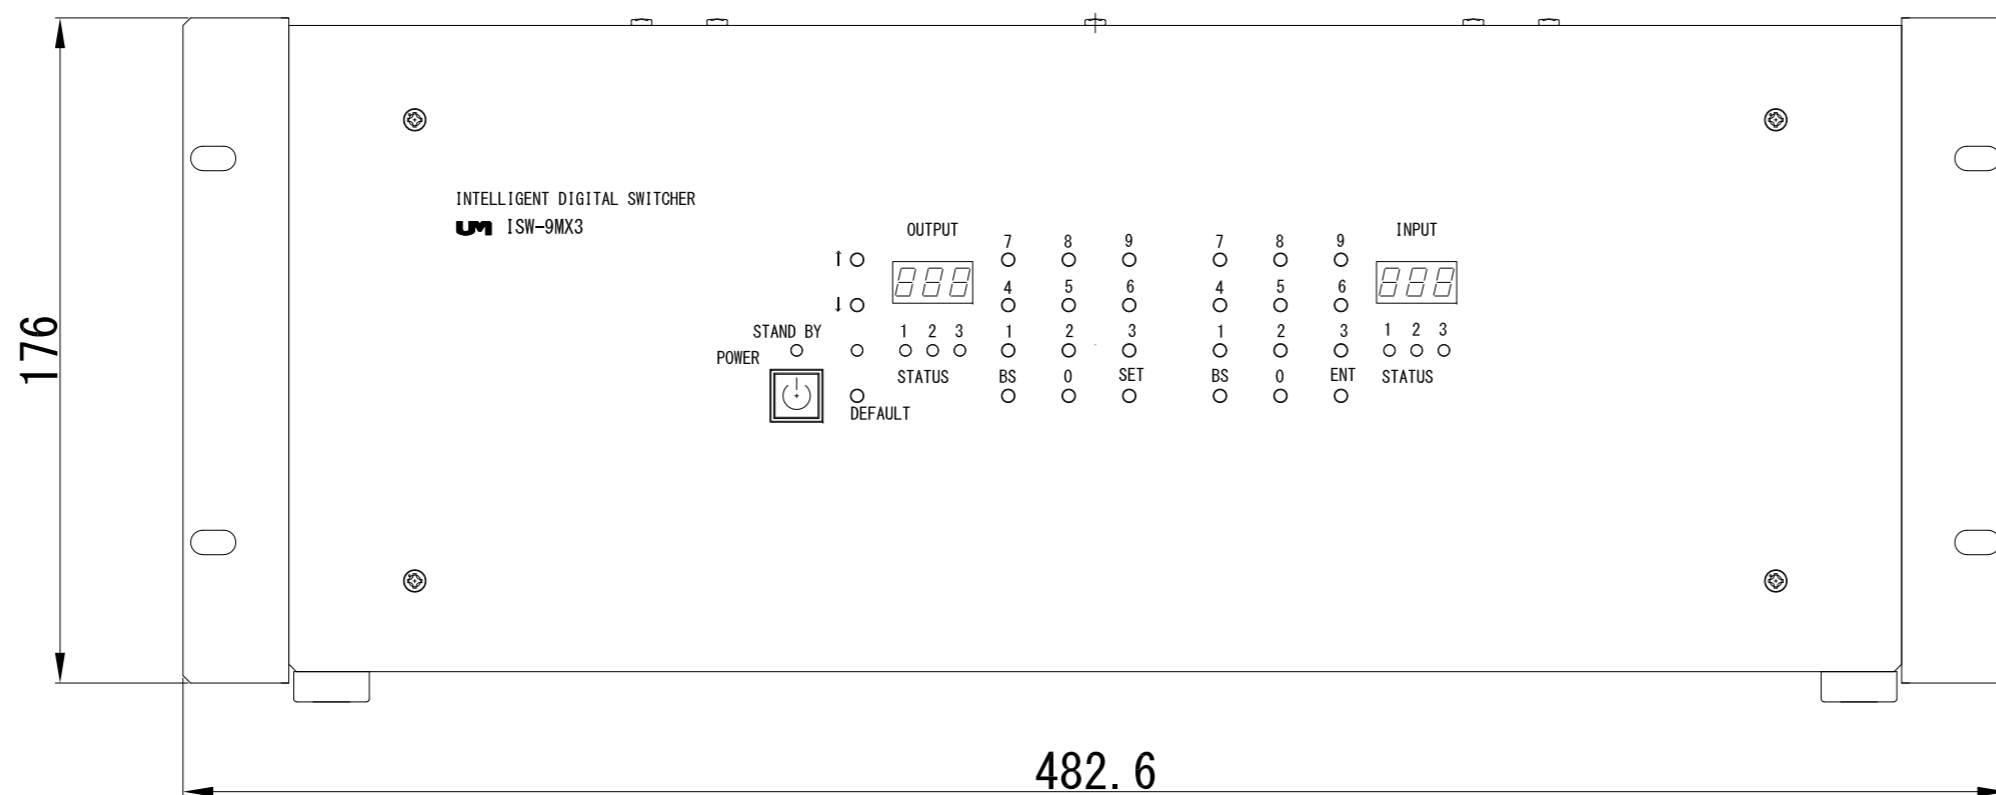 INTELLIGENT DIGITAL SWITCHER
UM ISW-9MX3
OUTPUT
INPUT
7 8 9 7 8 9
↑
4 5 6 4 5 6
↓
STAND BY
1 2 3 1 2 3 1 2 3 1 2 3
POWER
STATUS BS 0 SET BS 0 ENT STATUS
DEFAULT
176
482.6